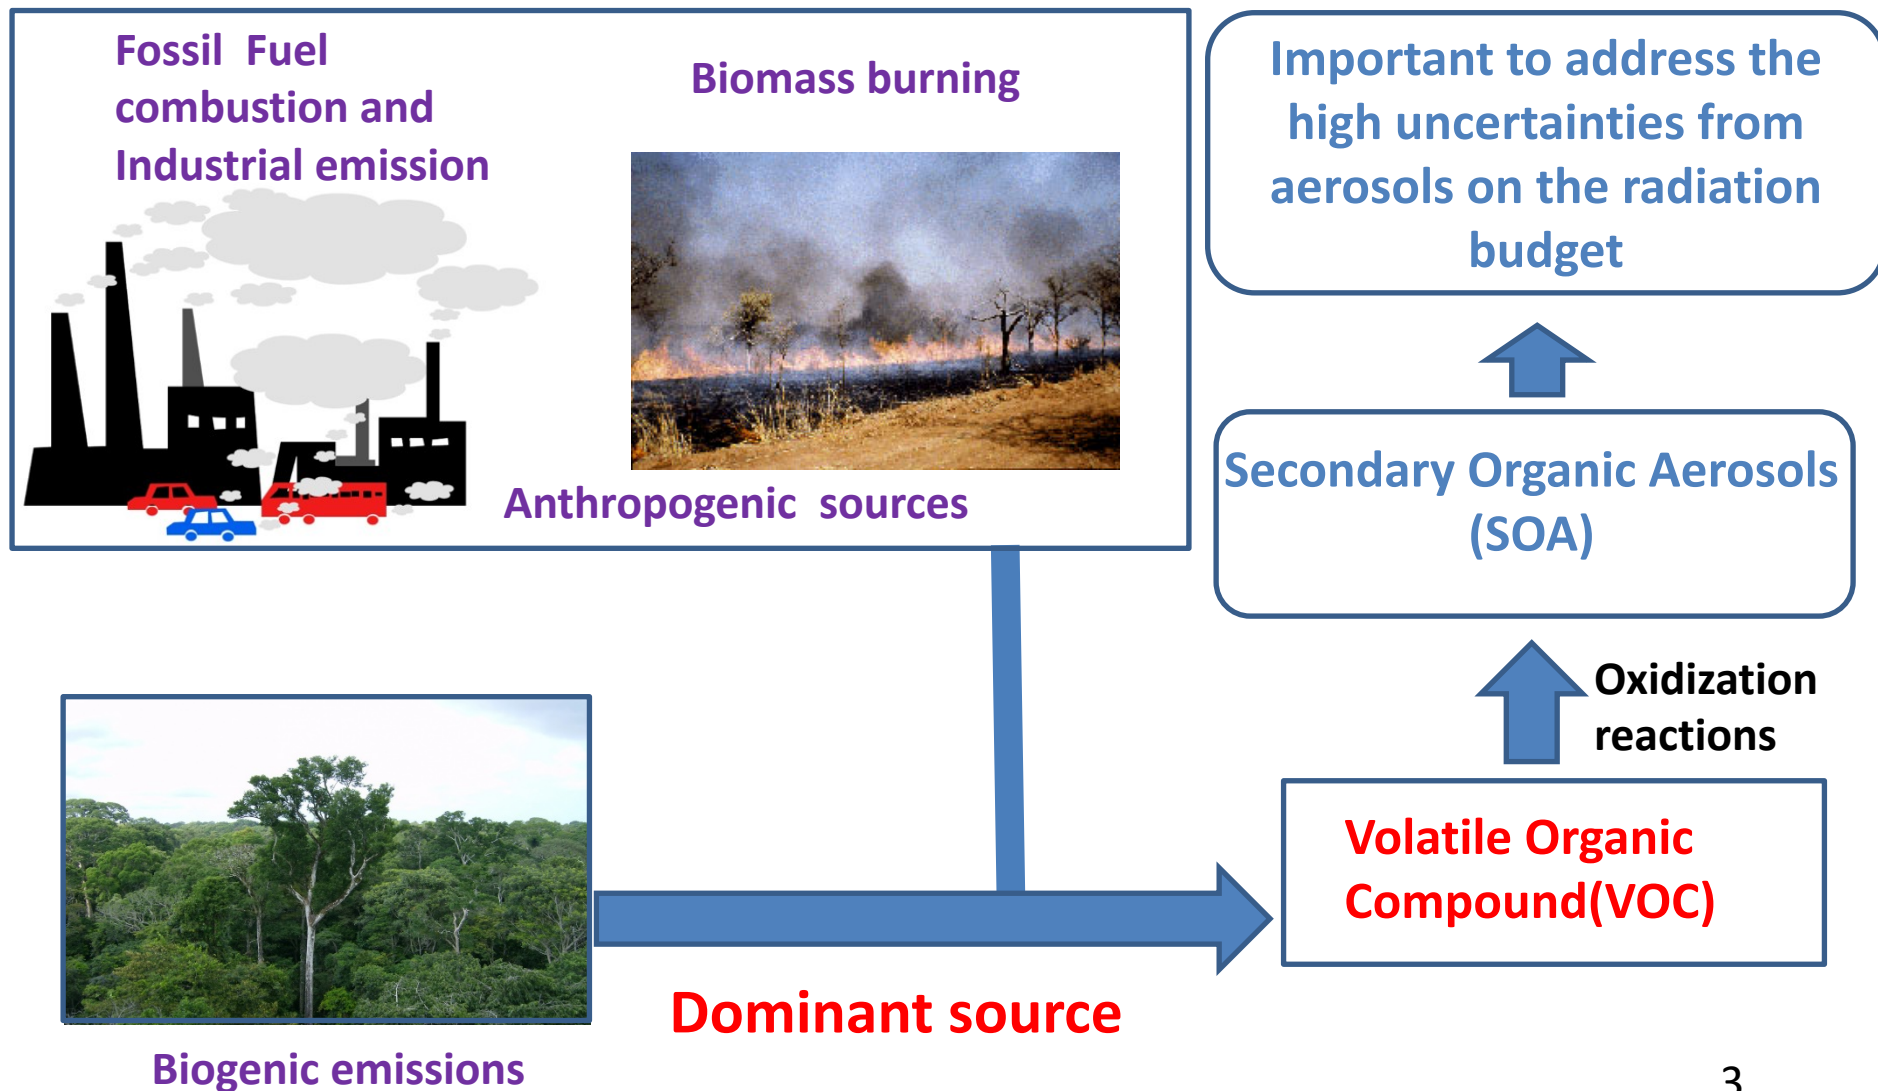 Fossil  Fuel
combustion and
Industrial emission
Biomass burning
Anthropogenic  sources
Important to address the
high uncertainties from
aerosols on the radiation
budget
Secondary Organic Aerosols
(SOA)
Oxidization
reactions
Volatile Organic
Compound(VOC)
Dominant source
Biogenic emissions
3